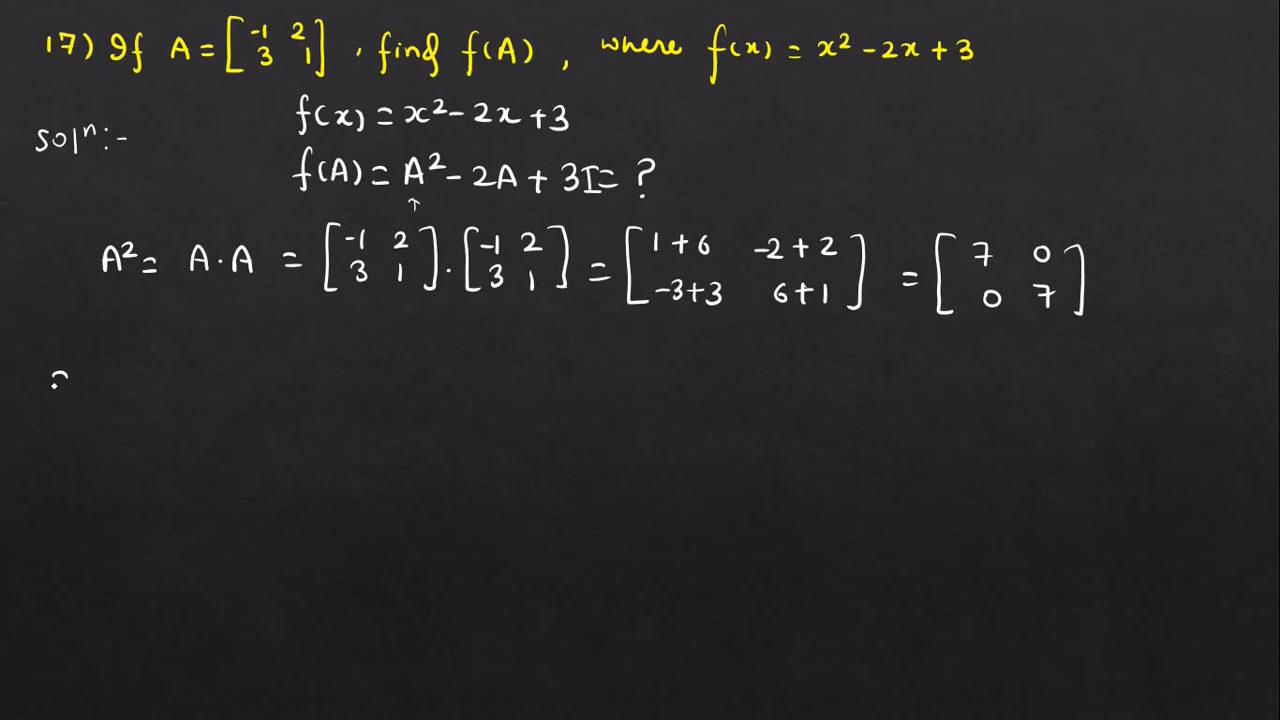 17) If A = [-1 2 3 1] , find f(A) , where f(x) = x² - 2x + 3
Solⁿ:-
f(x) = x² - 2x + 3
f(A) = A² - 2A + 3I = ?
↑
A² = A·A = [-1 2 3 1] · [-1 2 3 1] = [1+6 -2+2 -3+3 6+1] = [7 0 0 7]